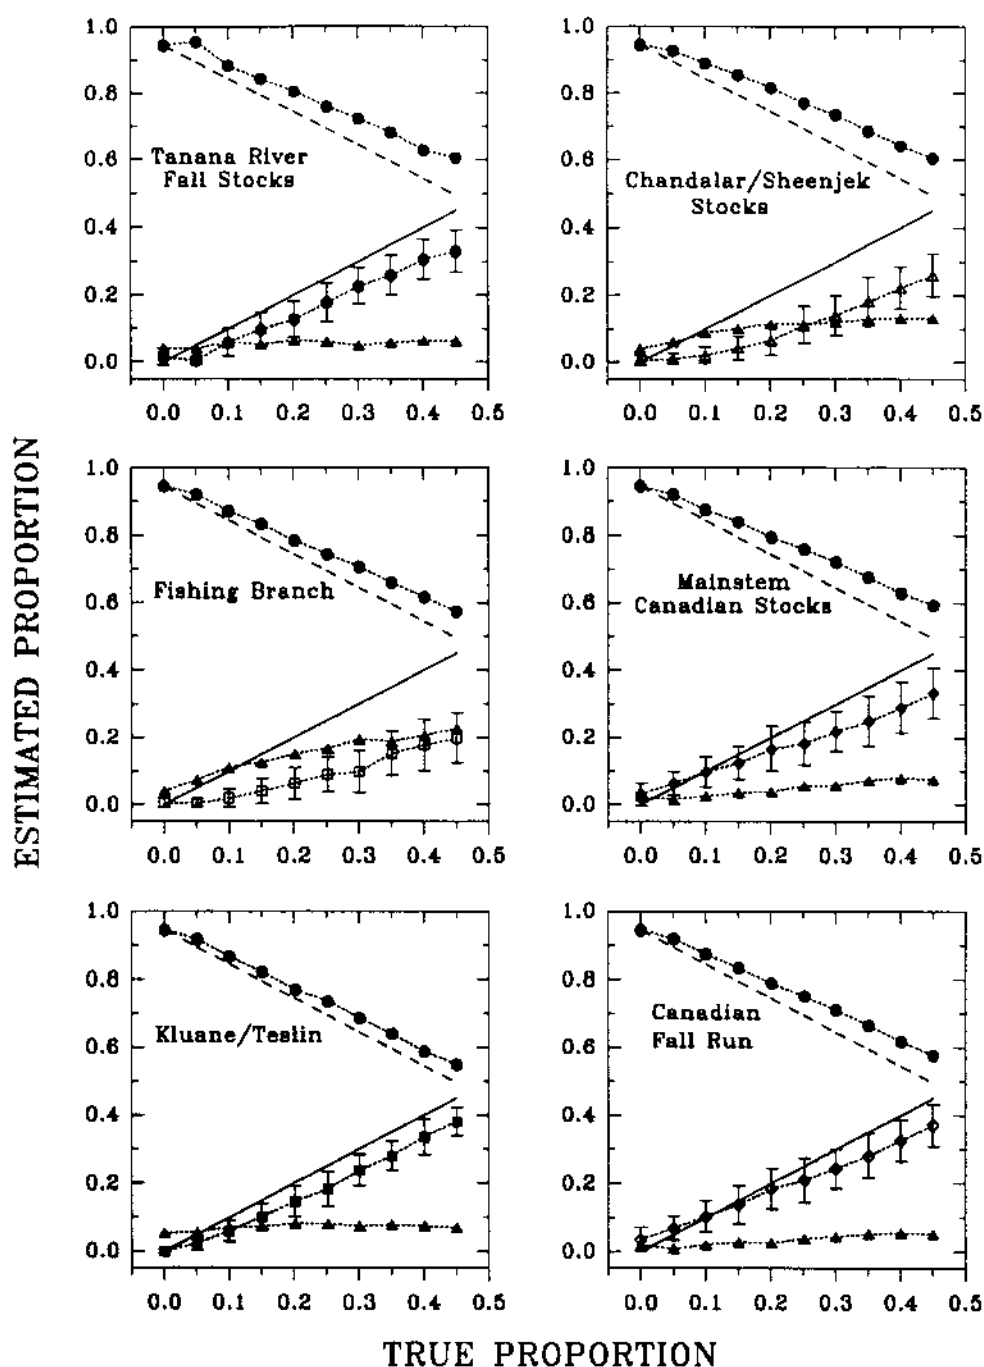 ESTIMATED PROPORTION
1.0
0.8
0.6
0.4
0.2
0.0
Tanana River
Fall Stocks
0.0 0.1 0.2 0.3 0.4 0.5
1.0
0.8
0.6
0.4
0.2
0.0
Chandalar/Sheenjek
Stocks
0.0 0.1 0.2 0.3 0.4 0.5
1.0
0.8
0.6
0.4
0.2
0.0
Fishing Branch
0.0 0.1 0.2 0.3 0.4 0.5
1.0
0.8
0.6
0.4
0.2
0.0
Mainstem
Canadian Stocks
0.0 0.1 0.2 0.3 0.4 0.5
1.0
0.8
0.6
0.4
0.2
0.0
Kluane/Teslin
0.0 0.1 0.2 0.3 0.4 0.5
1.0
0.8
0.6
0.4
0.2
0.0
Canadian
Fall Run
0.0 0.1 0.2 0.3 0.4 0.5
TRUE PROPORTION